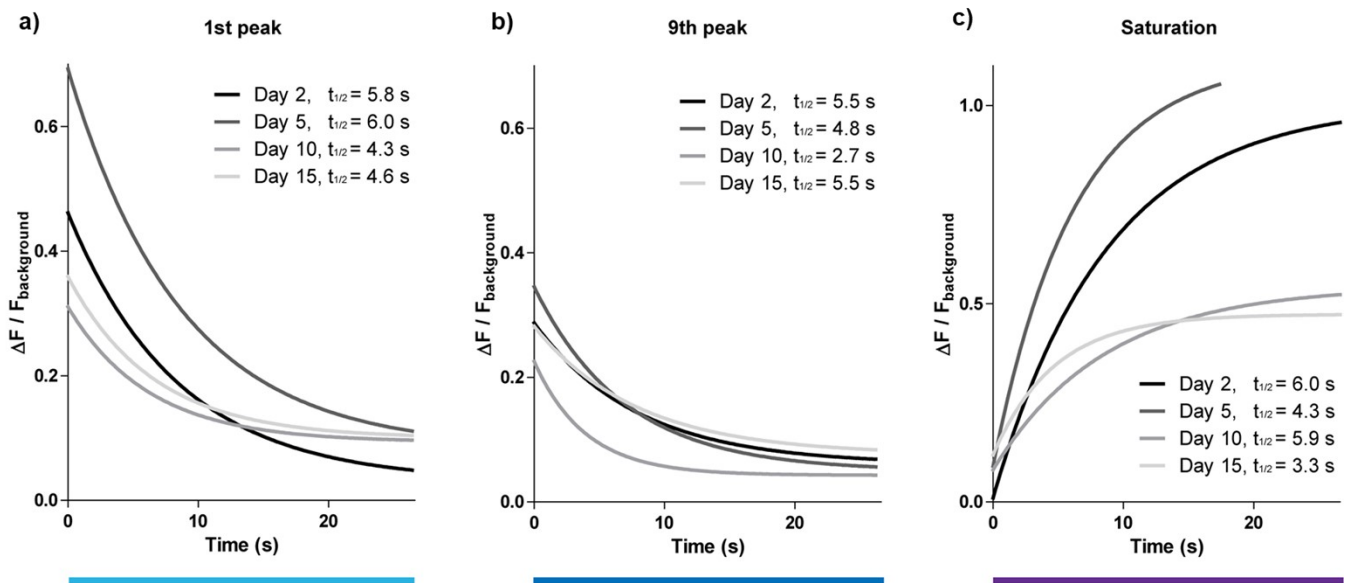 a)
1st peak
Day 2, t1/2 = 5.8 s
Day 5, t1/2 = 6.0 s
Day 10, t1/2 = 4.3 s
Day 15, t1/2 = 4.6 s
ΔF / Fbackground
0.6
0.4
0.2
0.0
0 10 20
Time (s)
b)
9th peak
Day 2, t1/2 = 5.5 s
Day 5, t1/2 = 4.8 s
Day 10, t1/2 = 2.7 s
Day 15, t1/2 = 5.5 s
ΔF / Fbackground
0.6
0.4
0.2
0.0
0 10 20
Time (s)
c)
Saturation
ΔF / Fbackground
1.0
0.5
0.0
Day 2, t1/2 = 6.0 s
Day 5, t1/2 = 4.3 s
Day 10, t1/2 = 5.9 s
Day 15, t1/2 = 3.3 s
0 10 20
Time (s)